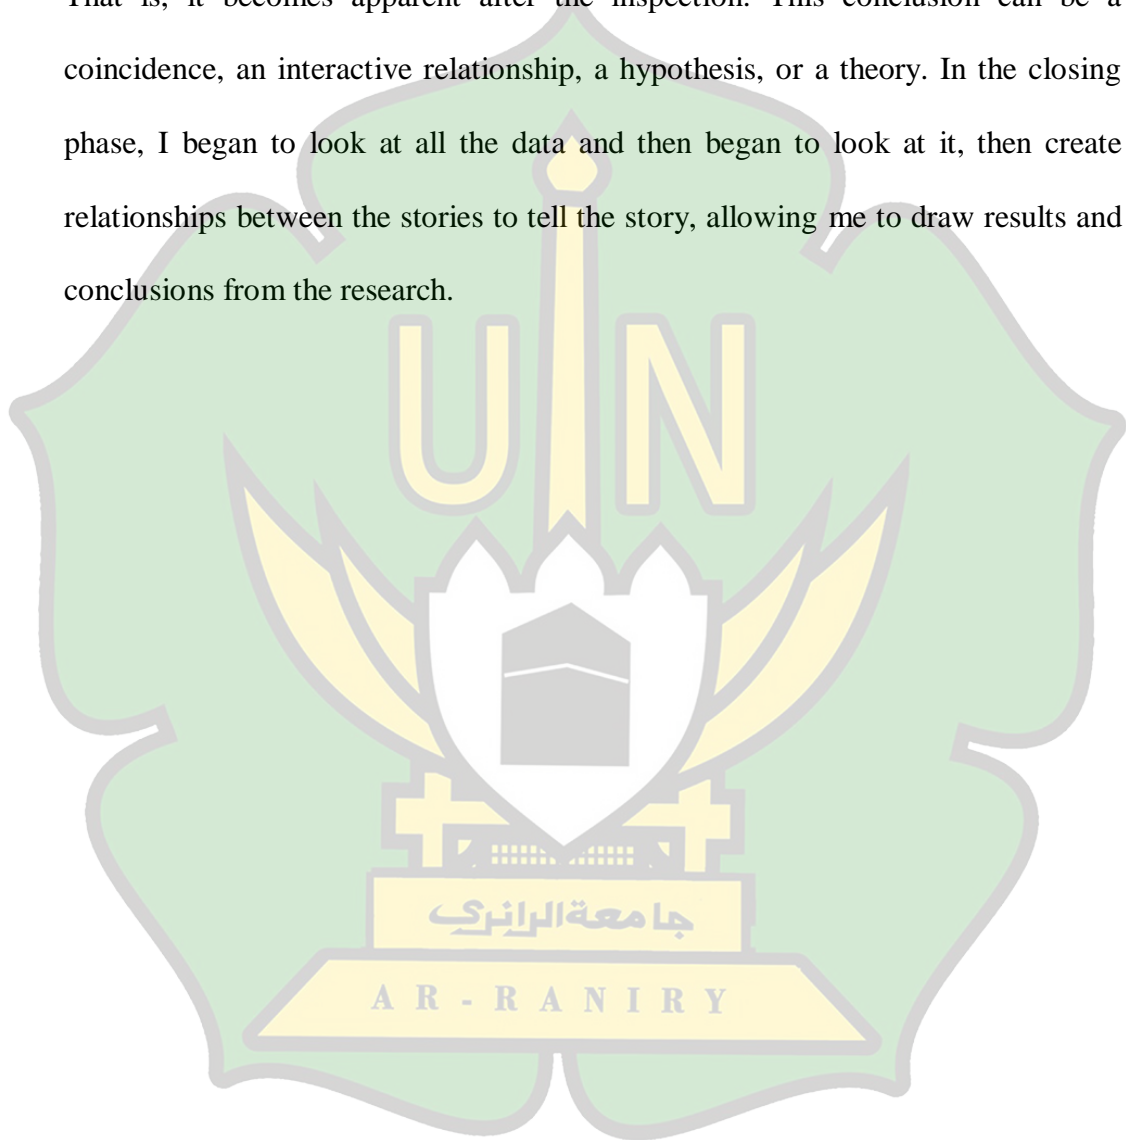 That is, it becomes apparent after the inspection. This conclusion can be a
coincidence, an interactive relationship, a hypothesis, or a theory. In the closing
phase, I began to look at all the data and then began to look at it, then create
relationships between the stories to tell the story, allowing me to draw results and
conclusions from the research.
UIN
جامعة الرانري
AR-RANIRY